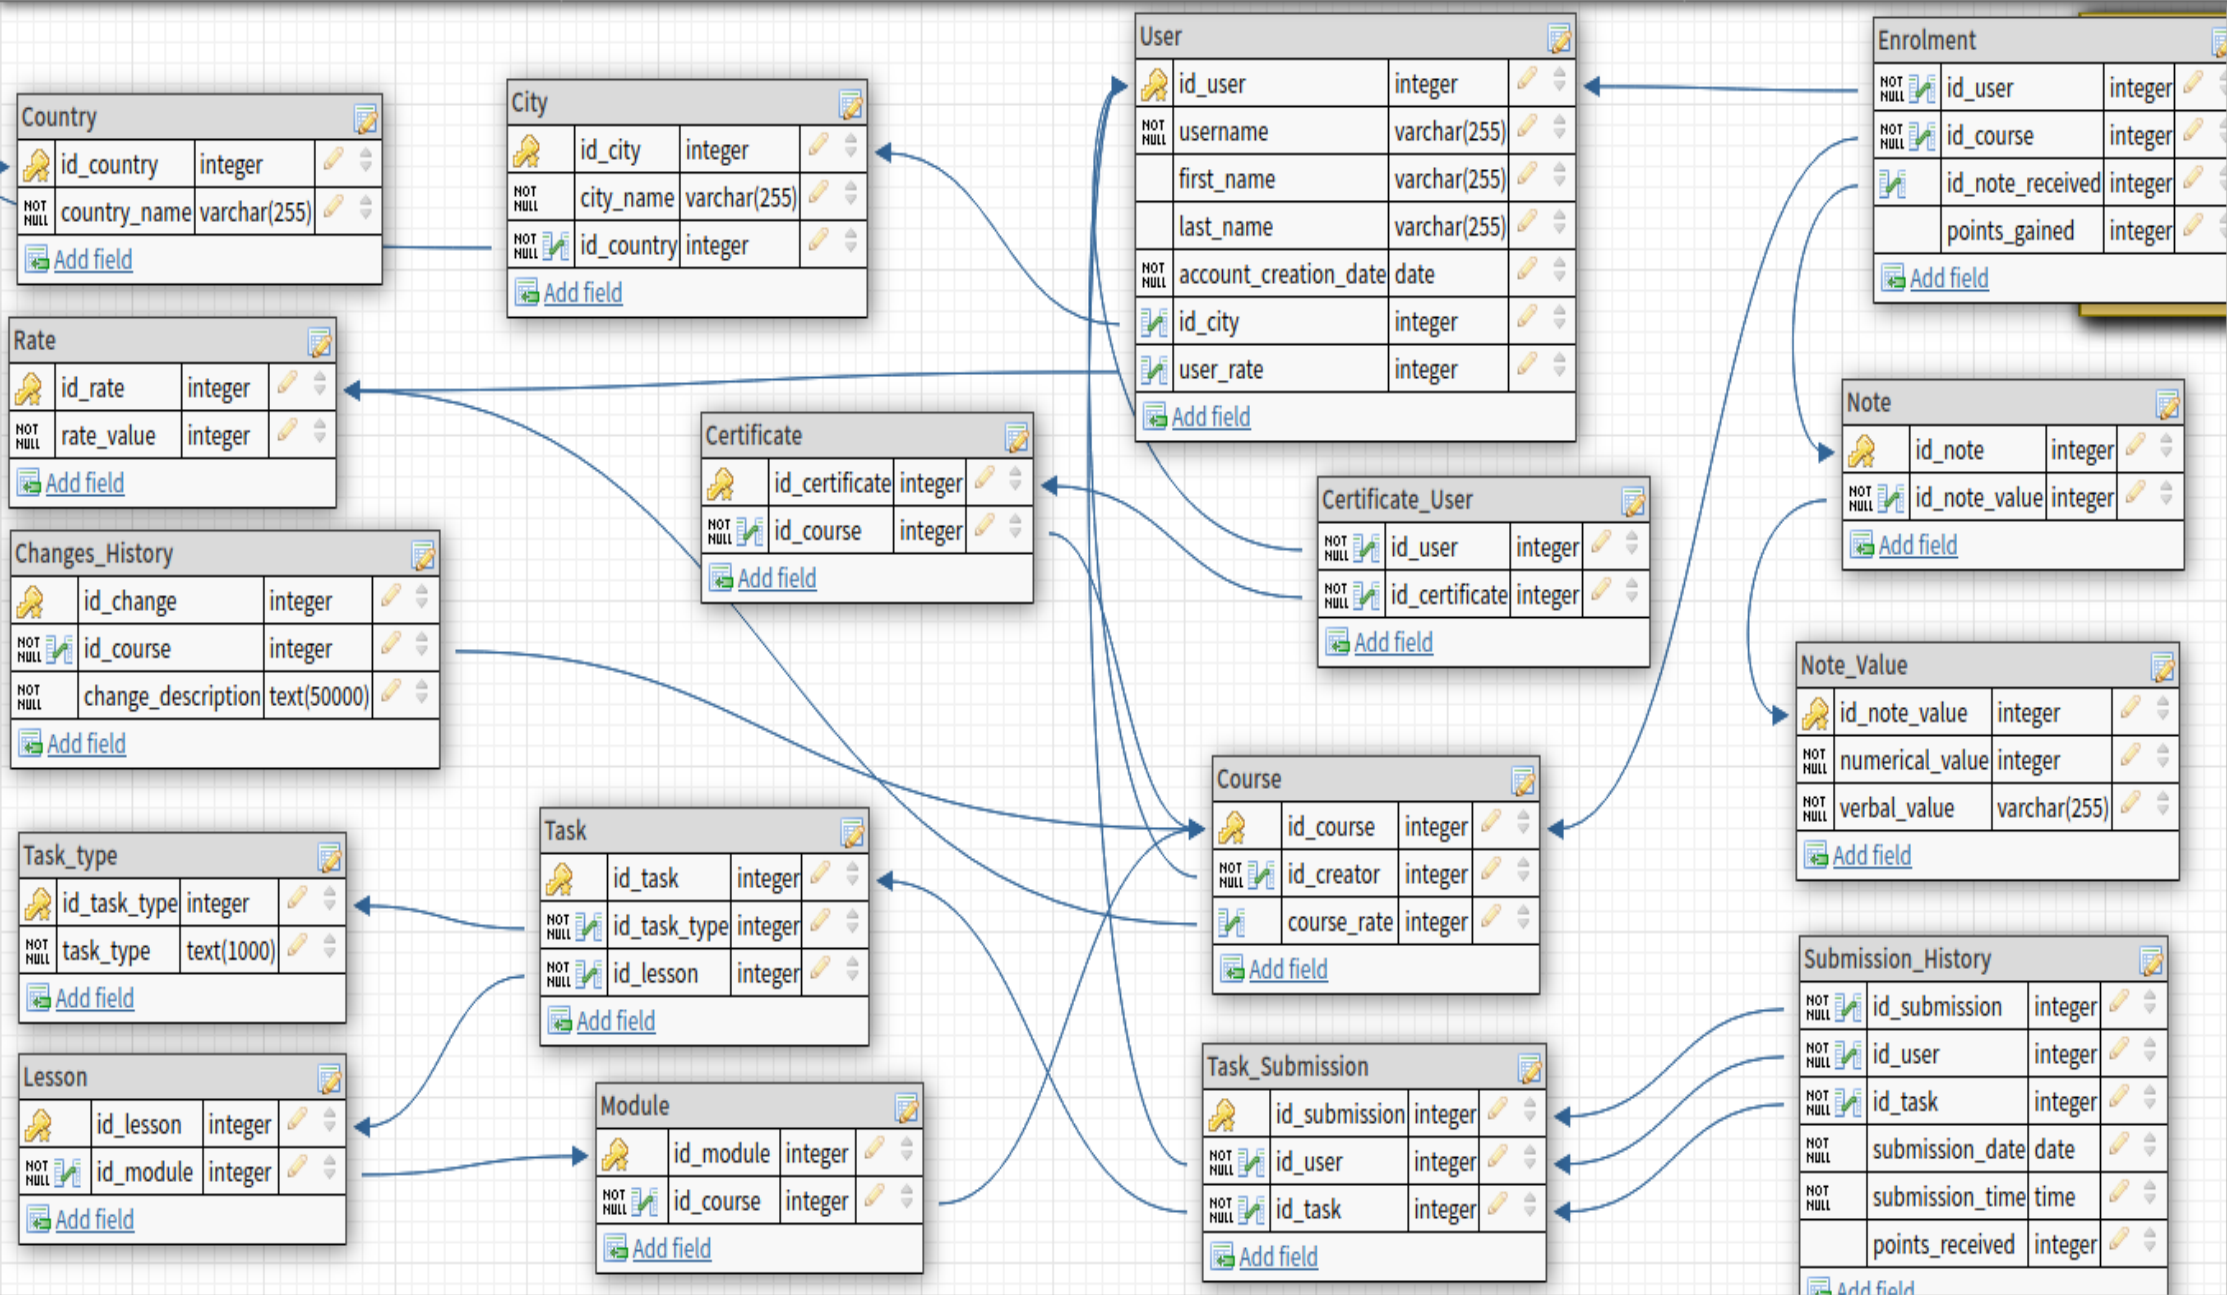 Country
id_country integer
NOT NULL country_name varchar(255)
Add field
City
id_city integer
NOT NULL city_name varchar(255)
NOT NULL id_country integer
Add field
User
id_user integer
NOT NULL username varchar(255)
first_name varchar(255)
last_name varchar(255)
NOT NULL account_creation_date date
id_city integer
user_rate integer
Add field
Enrolment
NOT NULL id_user integer
NOT NULL id_course integer
id_note_received integer
points_gained integer
Add field
Rate
id_rate integer
NOT NULL rate_value integer
Add field
Certificate
id_certificate integer
NOT NULL id_course integer
Add field
Certificate_User
NOT NULL id_user integer
NOT NULL id_certificate integer
Add field
Note
id_note integer
NOT NULL id_note_value integer
Add field
Changes_History
id_change integer
NOT NULL id_course integer
NOT NULL change_description text(50000)
Add field
Note_Value
id_note_value integer
NOT NULL numerical_value integer
NOT NULL verbal_value varchar(255)
Add field
Course
id_course integer
NOT NULL id_creator integer
course_rate integer
Add field
Task_type
id_task_type integer
NOT NULL task_type text(1000)
Add field
Task
id_task integer
NOT NULL id_task_type integer
NOT NULL id_lesson integer
Add field
Lesson
id_lesson integer
NOT NULL id_module integer
Add field
Module
id_module integer
NOT NULL id_course integer
Add field
Task_Submission
id_submission integer
NOT NULL id_user integer
NOT NULL id_task integer
Add field
Submission_History
NOT NULL id_submission integer
NOT NULL id_user integer
NOT NULL id_task integer
NOT NULL submission_date date
NOT NULL submission_time time
points_received integer
Add field